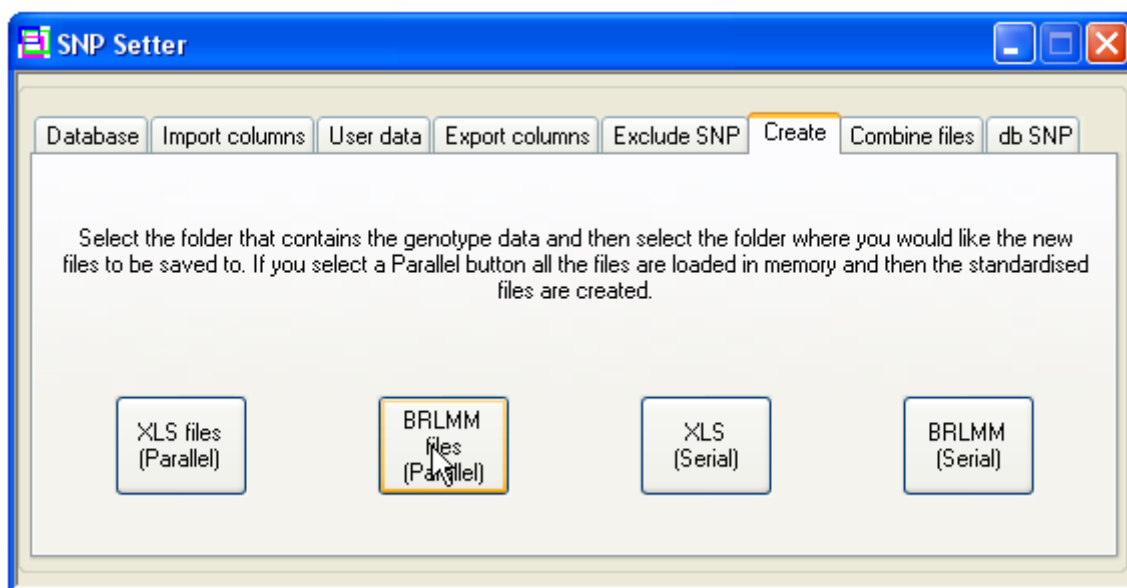 SNP Setter
Database Import columns User data Export columns Exclude SNP Create Combine files db SNP
Select the folder that contains the genotype data and then select the folder where you would like the new
files to be saved to. If you select a Parallel button all the files are loaded in memory and then the standardised
files are created.
XLS files
(Parallel)
BRLMM
files
(Parallel)
XLS
(Serial)
BRLMM
(Serial)